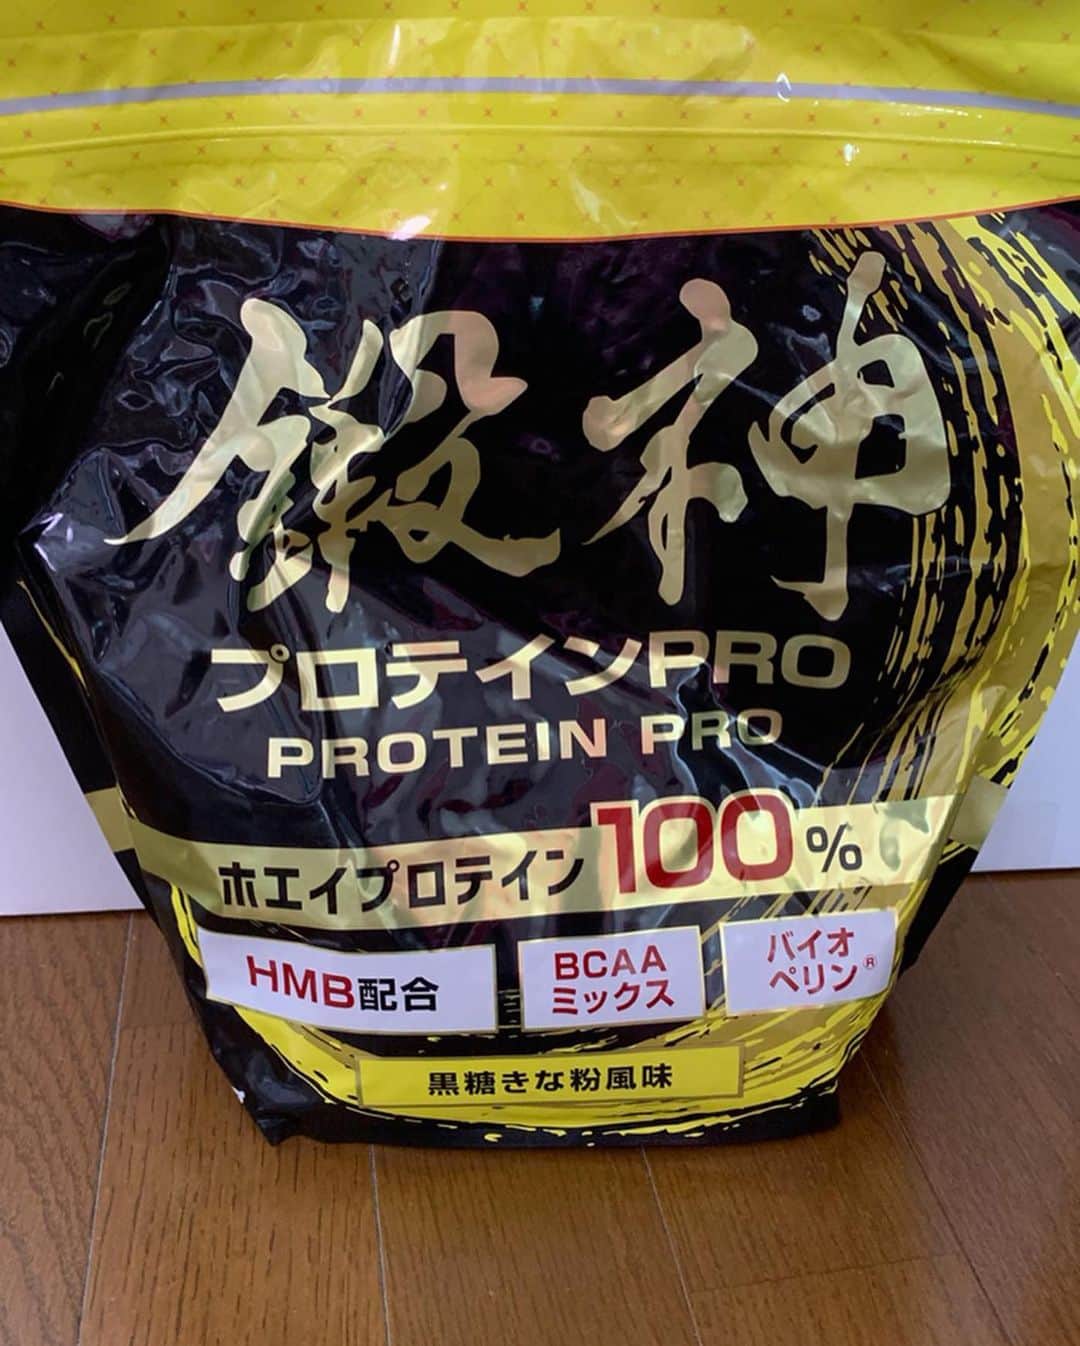 鍛神
プロテインPRO
PROTEIN PRO
ホエイプロテイン100%
HMB配合
BCAA
ミックス
バイオ
ペリン®
黒糖きな粉風味